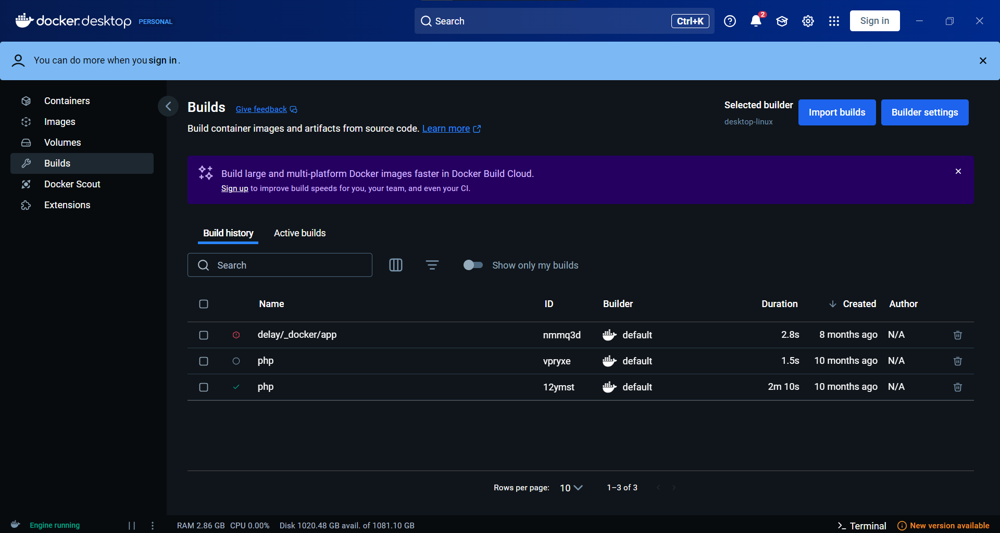 docker.desktop PERSONAL
Search Ctrl+K
2
Sign in
You can do more when you sign in.
Containers
Images
Volumes
Builds
Docker Scout
Extensions
Builds Give feedback
Build container images and artifacts from source code. Learn more
Selected builder
desktop-linux
Import builds
Builder settings
Build large and multi-platform Docker images faster in Docker Build Cloud.
Sign up to improve build speeds for you, your team, and even your CI.
Build history Active builds
Search
Show only my builds
Name ID Builder Duration Created Author
delay/_docker/app nmmq3d default 2.8s 8 months ago N/A
php vpryxe default 1.5s 10 months ago N/A
php 12ymst default 2m 10s 10 months ago N/A
Rows per page: 10 1–3 of 3
Engine running
RAM 2.86 GB CPU 0.00% Disk 1020.48 GB avail. of 1081.10 GB
Terminal
New version available